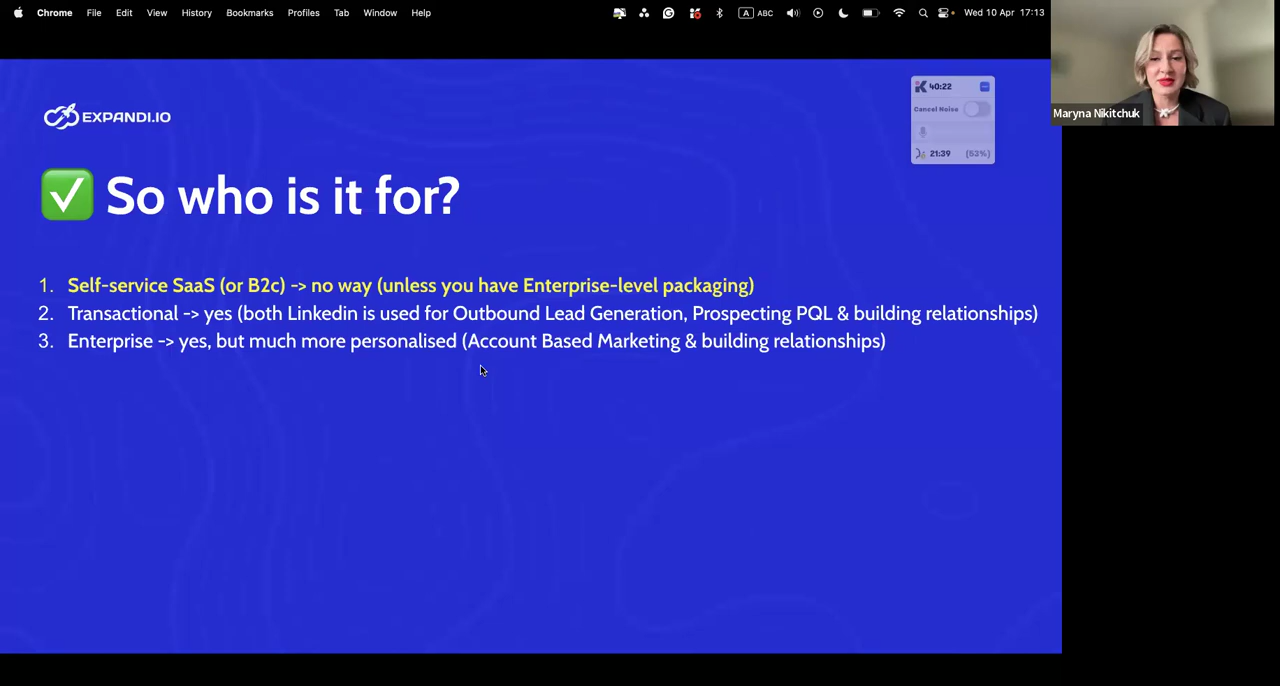 Chrome File Edit View History Bookmarks Profiles Tab Window Help A ABC Wed 10 Apr 17:13
EXPANDI.IO
40:22
Cancel Noise
21:39 (53%)
Maryna Nikitchuk
✅ So who is it for?
1. Self-service SaaS (or B2c) -> no way (unless you have Enterprise-level packaging)
2. Transactional -> yes (both Linkedin is used for Outbound Lead Generation, Prospecting PQL & building relationships)
3. Enterprise -> yes, but much more personalised (Account Based Marketing & building relationships)